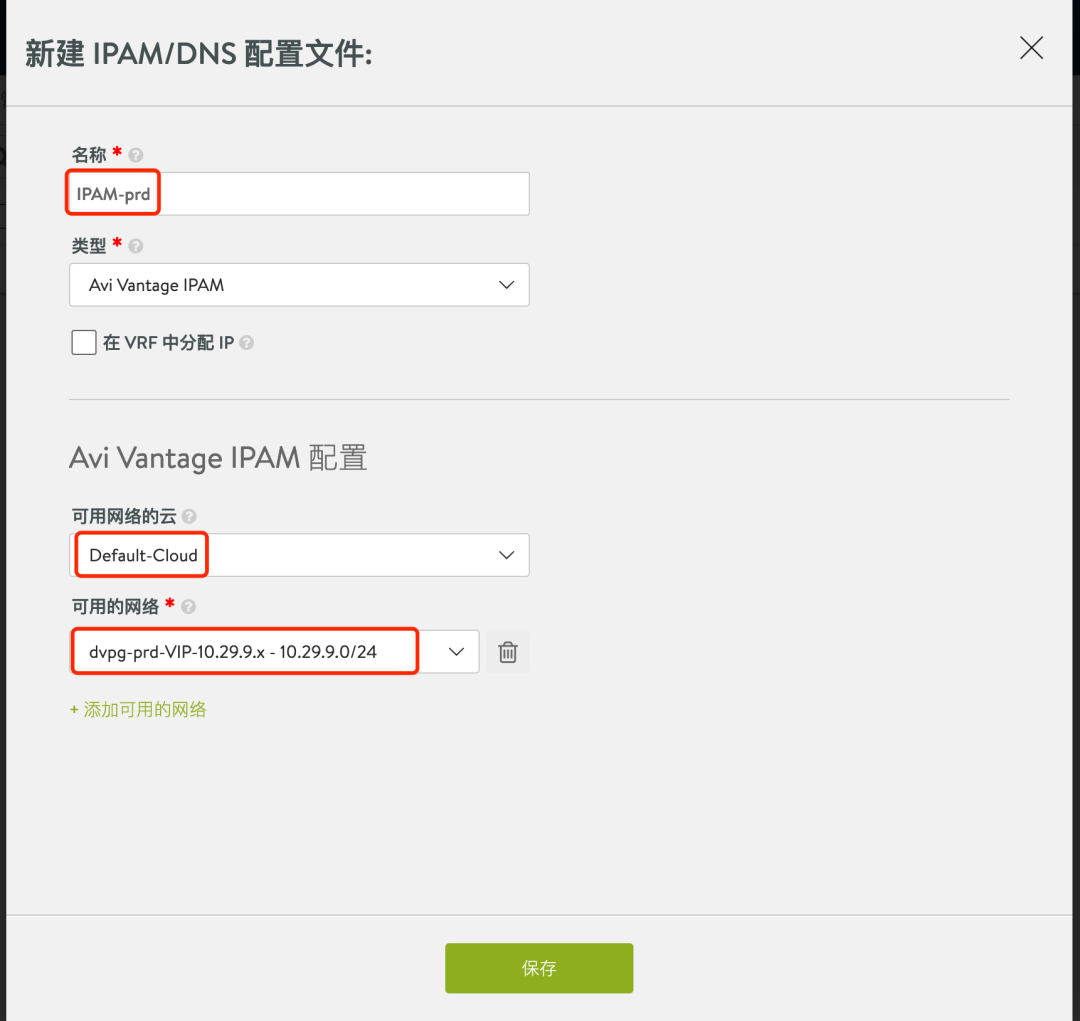 新建 IPAM/DNS 配置文件:
名称 * ?
IPAM-prd
类型 * ?
Avi Vantage IPAM
在 VRF 中分配 IP ?
Avi Vantage IPAM 配置
可用网络的云 ?
Default-Cloud
可用的网络 * ?
dvpg-prd-VIP-10.29.9.x - 10.29.9.0/24
+ 添加可用的网络
保存